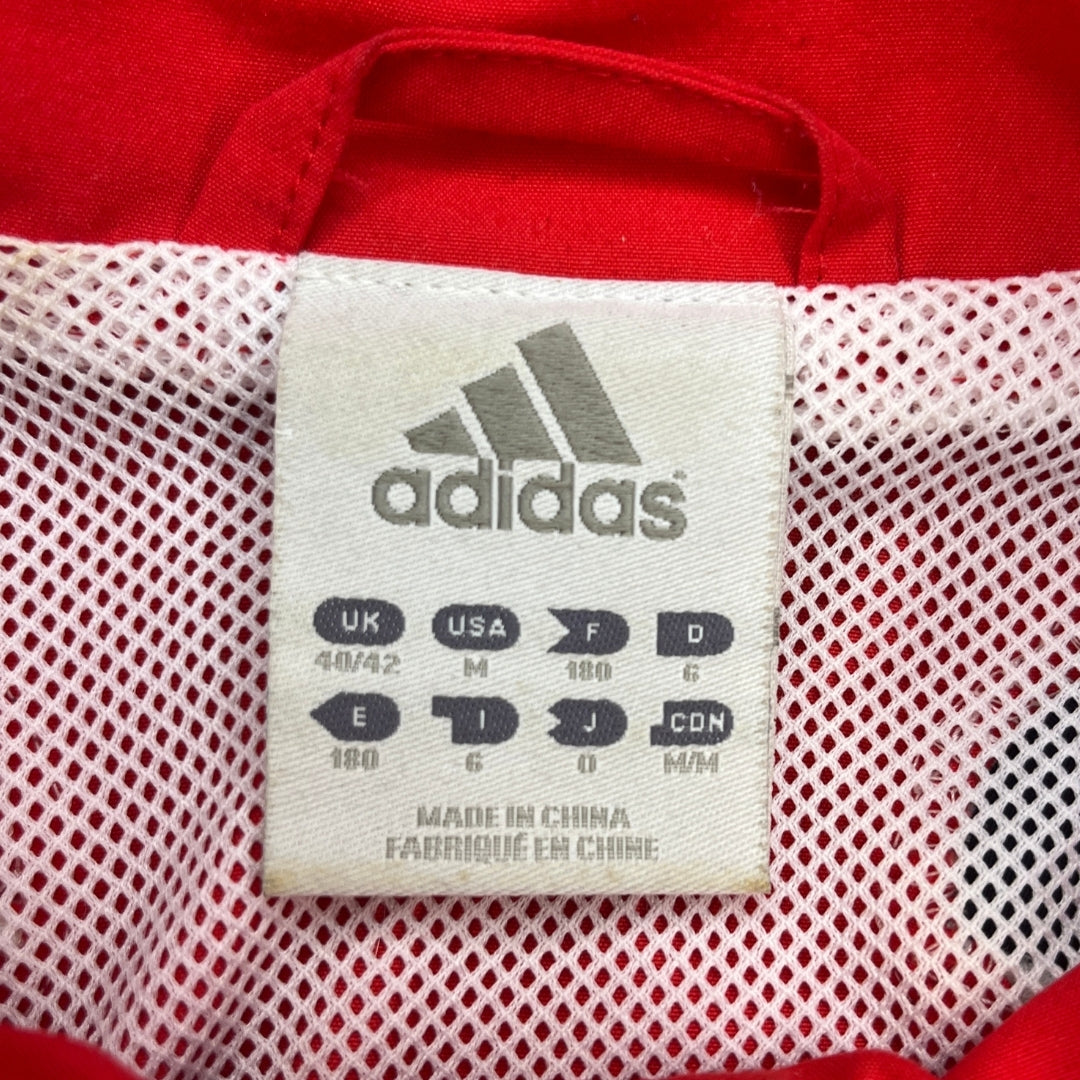 adidas
UK USA F D
40/42 M 180 6
E I J CDN
180 6 O M/M
MADE IN CHINA
FABRIQUÉ EN CHINE